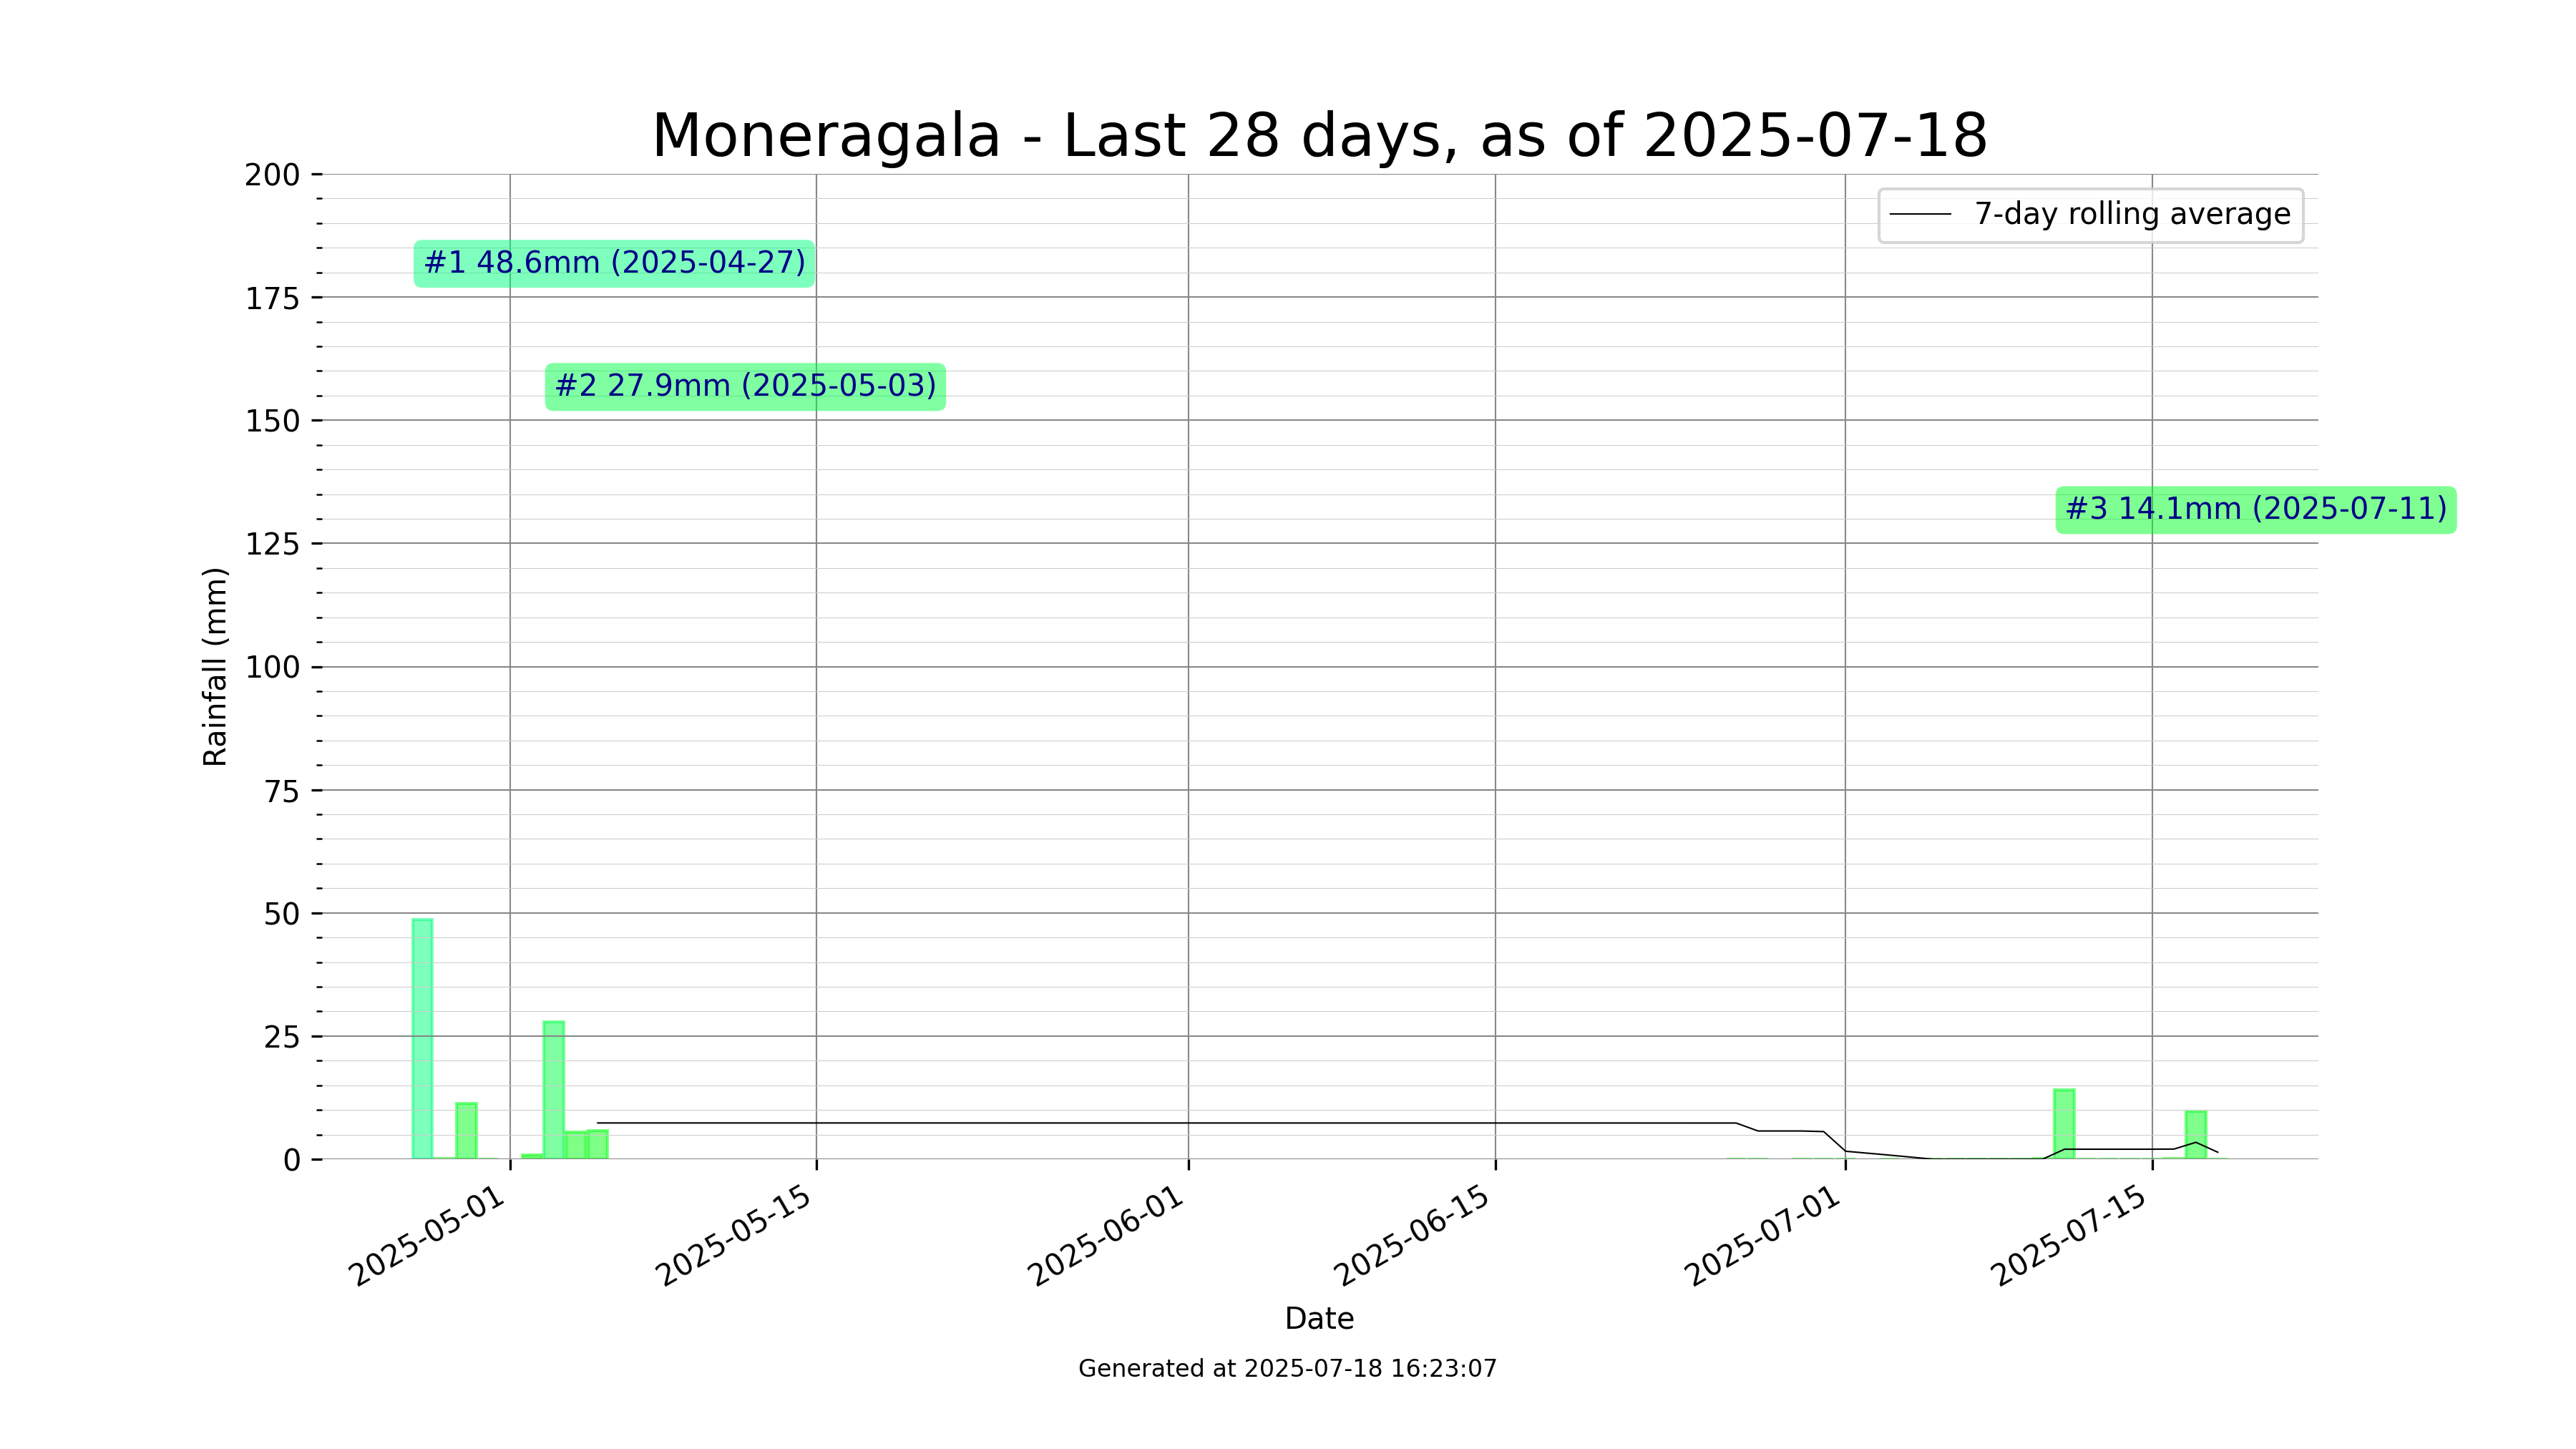 Moneragala - Last 28 days, as of 2025-07-18
200
175
150
125
100
75
50
25
0
Rainfall (mm)
7-day rolling average
#1 48.6mm (2025-04-27)
#2 27.9mm (2025-05-03)
#3 14.1mm (2025-07-11)
2025-05-01
2025-05-15
2025-06-01
2025-06-15
2025-07-01
2025-07-15
Date
Generated at 2025-07-18 16:23:07